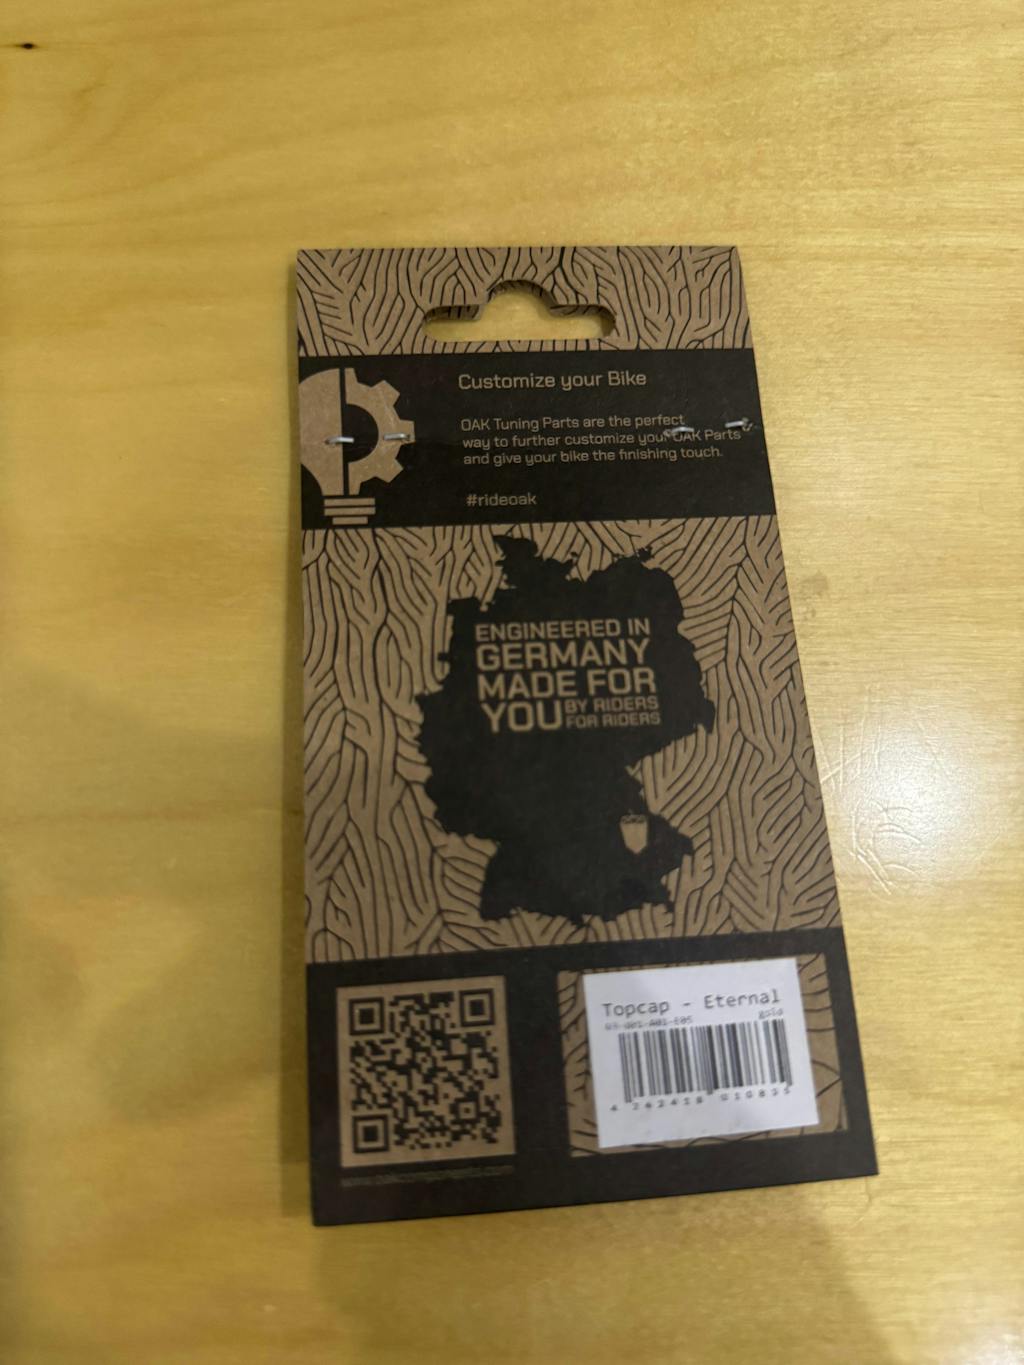 Customize your Bike
OAK Tuning Parts are the perfect
way to further customize your OAK Parts
and give your bike the finishing touch.
#rideoak
ENGINEERED IN
GERMANY
MADE FOR
YOU BY RIDERS
FOR RIDERS
Topcap - Eternal
gold